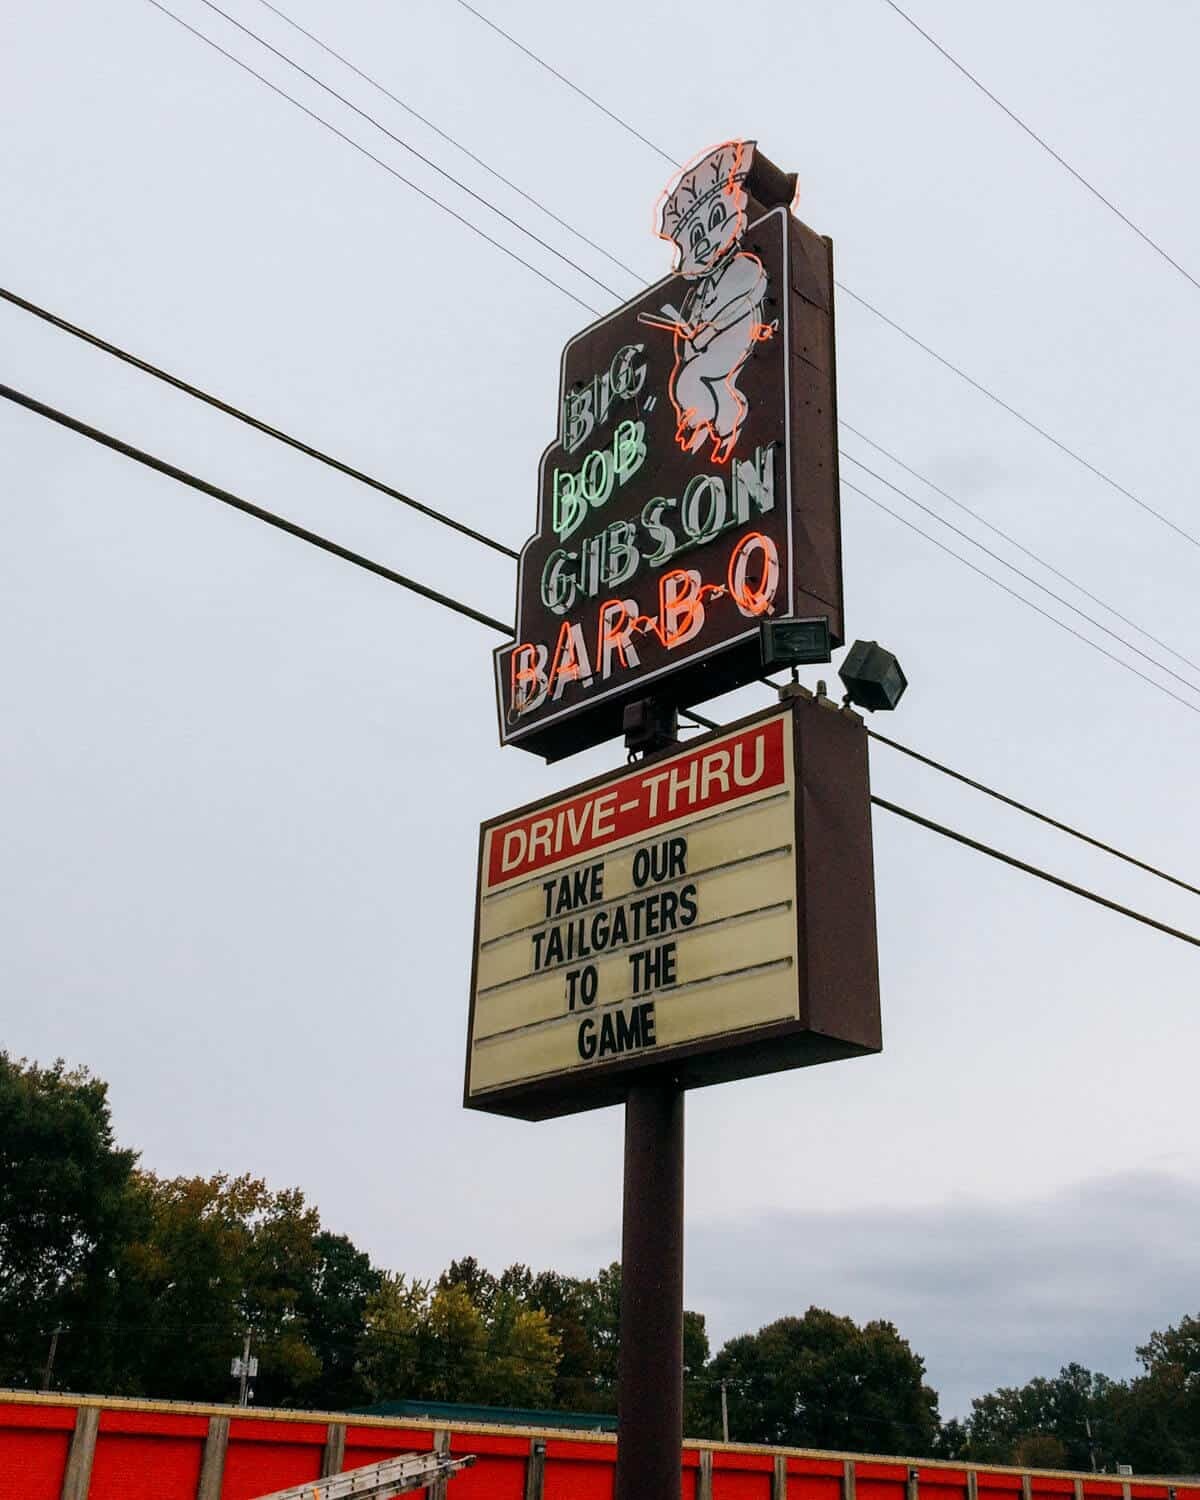 BIG
BOB
GIBSON
BAR-B-Q
DRIVE-THRU
TAKE OUR
TAILGATERS
TO THE
GAME